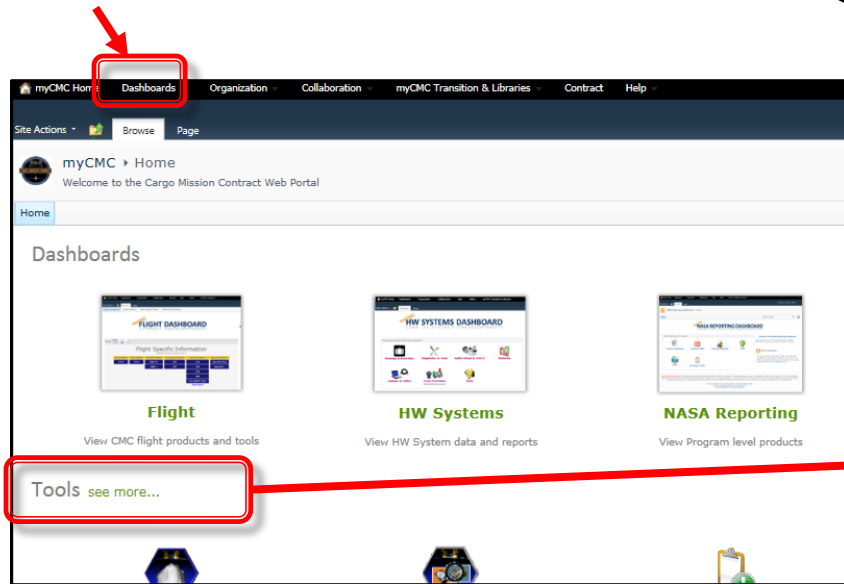 myCMC Home Dashboards Organization Collaboration myCMC Transition & Libraries Contract Help
Site Actions Browse Page
myCMC ▸ Home
Welcome to the Cargo Mission Contract Web Portal
Home
Dashboards
FLIGHT DASHBOARD
Flight Specific Information
HW SYSTEMS DASHBOARD
NASA REPORTING DASHBOARD
Flight HW Systems NASA Reporting
View CMC flight products and tools View HW System data and reports View Program level products
Tools see more...